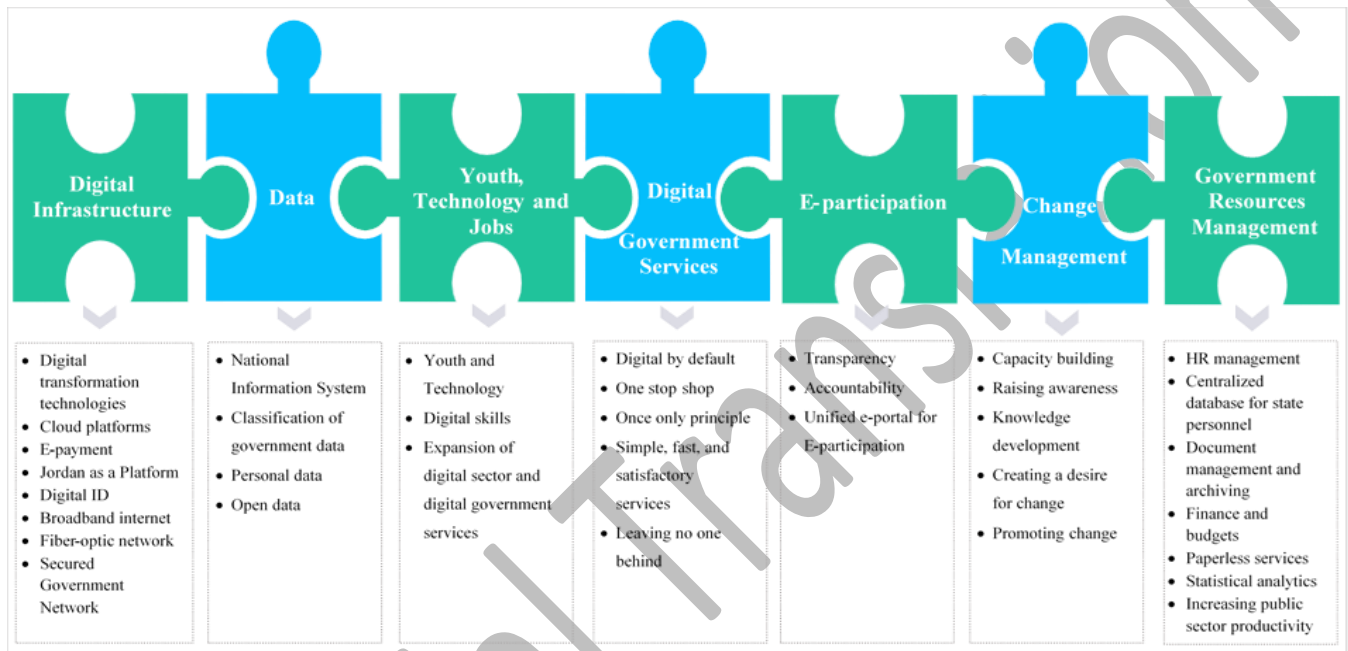 Digital
Infrastructure
Data
Youth,
Technology and
Jobs
Digital
Government
Services
E-participation
Change
Management
Government
Resources
Management
• Digital
transformation
technologies
• Cloud platforms
• E-payment
• Jordan as a Platform
• Digital ID
• Broadband internet
• Fiber-optic network
• Secured
Government
Network
• National
Information System
• Classification of
government data
• Personal data
• Open data
• Youth and
Technology
• Digital skills
• Expansion of
digital sector and
digital government
services
• Digital by default
• One stop shop
• Once only principle
• Simple, fast, and
satisfactory
services
• Leaving no one
behind
• Transparency
• Accountability
• Unified e-portal for
E-participation
• Capacity building
• Raising awareness
• Knowledge
development
• Creating a desire
for change
• Promoting change
• HR management
• Centralized
database for state
personnel
• Document
management and
archiving
• Finance and
budgets
• Paperless services
• Statistical analytics
• Increasing public
sector productivity